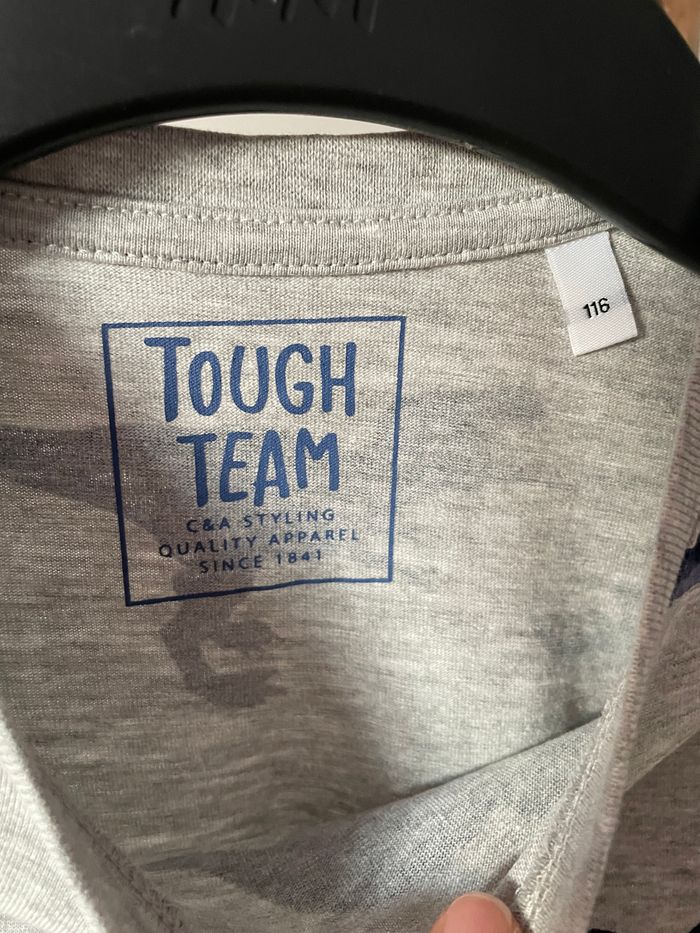 TOUGH
TEAM
C&A STYLING
QUALITY APPAREL
SINCE 1841
116